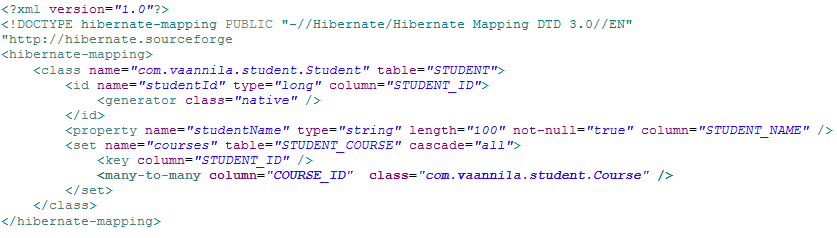 <?xml version="1.0"?>
<!DOCTYPE hibernate-mapping PUBLIC "-//Hibernate/Hibernate Mapping DTD 3.0//EN"
"http://hibernate.sourceforge
<hibernate-mapping>
<class name="com.vaannila.student.Student" table="STUDENT">
<id name="studentId" type="long" column="STUDENT_ID">
<generator class="native" />
</id>
<property name="studentName" type="string" length="100" not-null="true" column="STUDENT_NAME" />
<set name="courses" table="STUDENT_COURSE" cascade="all">
<key column="STUDENT_ID" />
<many-to-many column="COURSE_ID" class="com.vaannila.student.Course" />
</set>
</class>
</hibernate-mapping>